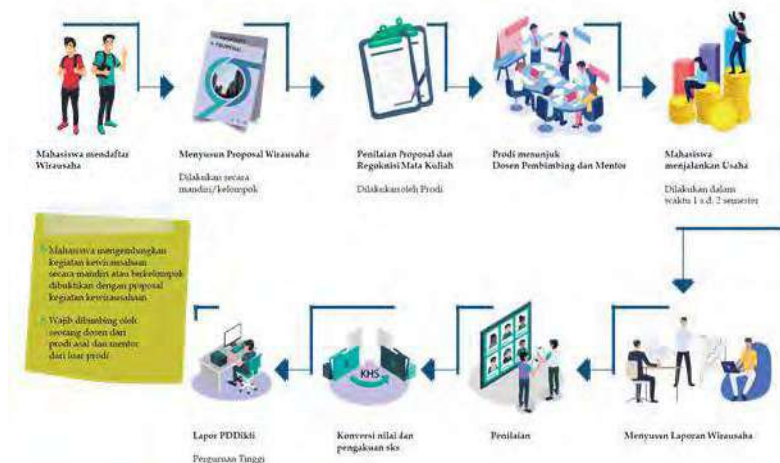 PROPOSAL
Mahasiswa mendaftar
Wirausaha
Menyusun Proposal Wirausaha
Dilakukan secara
mandiri/kelompok
Penilaian Proposal dan
Regoknisi Mata Kuliah
Dilakukan oleh Prodi
Prodi menunjuk
Dosen Pembimbing dan Mentor
Mahasiswa
menjalankan Usaha
Dilakukan dalam
waktu 1 s.d. 2 semester
Mahasiswa mengendungkan
kegiatan kewirausahaan
secara mandiri atau berkelompok
dibuktikan dengan proposal
kegiatan kewirausahaan
Wajib dibimbing oleh
seorang dosen dari
prodi asal dan mentor
dari luar prodi
Lapor PDDikti
Perguruan Tinggi
KHS
Konversi nilai dan
pengakuan sks
Penilaian
Menyusun Laporan Wirausaha